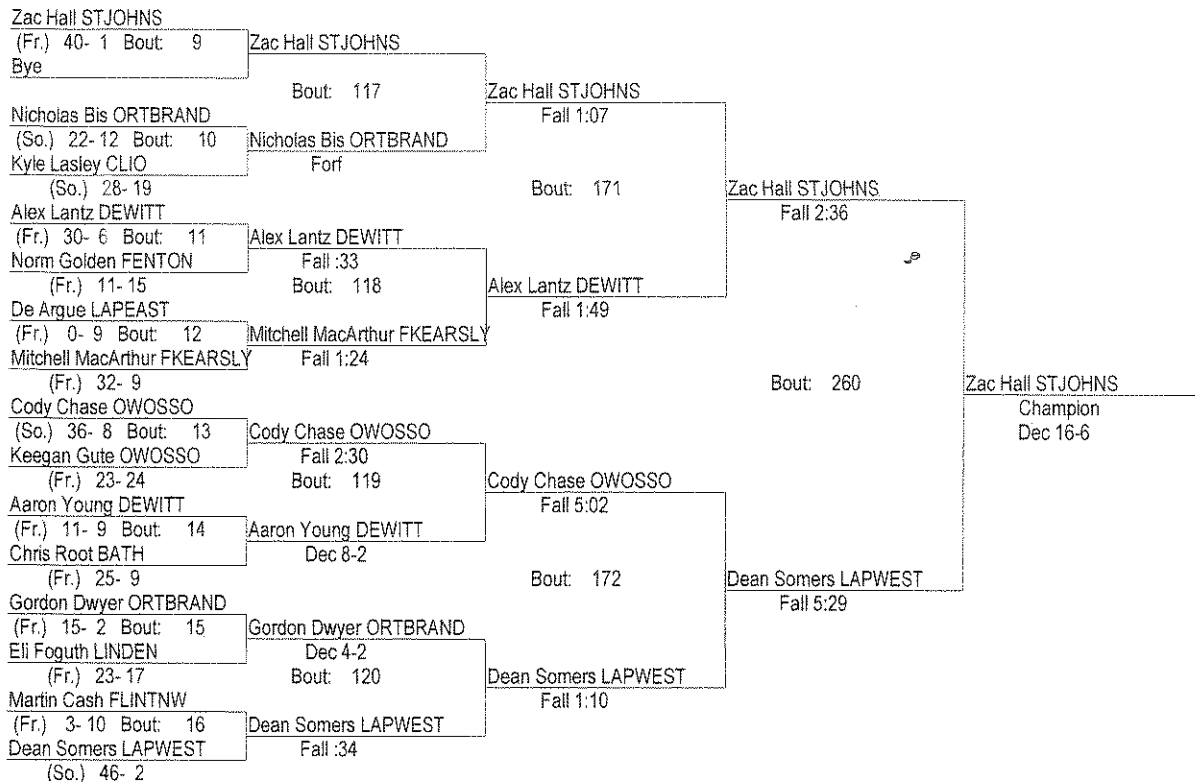 Zac Hall STJOHNS
(Fr.) 40- 1 Bout: 9
Bye
Nicholas Bis ORTBRAND
(So.) 22- 12 Bout: 10
Kyle Lasley CLIO
(So.) 28- 19
Alex Lantz DEWITT
(Fr.) 30- 6 Bout: 11
Norm Golden FENTON
(Fr.) 11- 15
De Argue LAPEAST
(Fr.) 0- 9 Bout: 12
Mitchell MacArthur FKEARSLY
(Fr.) 32- 9
Cody Chase OWOSSO
(So.) 36- 8 Bout: 13
Keegan Gute OWOSSO
(Fr.) 23- 24
Aaron Young DEWITT
(Fr.) 11- 9 Bout: 14
Chris Root BATH
(Fr.) 25- 9
Gordon Dwyer ORTBRAND
(Fr.) 15- 2 Bout: 15
Eli Foguth LINDEN
(Fr.) 23- 17
Martin Cash FLINTNW
(Fr.) 3- 10 Bout: 16
Dean Somers LAPWEST
(So.) 46- 2
Zac Hall STJOHNS
Bout: 117
Nicholas Bis ORTBRAND
Forf
Alex Lantz DEWITT
Fall :33
Bout: 118
Mitchell MacArthur FKEARSLY
Fall 1:24
Cody Chase OWOSSO
Fall 2:30
Bout: 119
Aaron Young DEWITT
Dec 8-2
Gordon Dwyer ORTBRAND
Dec 4-2
Bout: 120
Dean Somers LAPWEST
Fall :34
Zac Hall STJOHNS
Fall 1:07
Bout: 171
Alex Lantz DEWITT
Fall 1:49
Cody Chase OWOSSO
Fall 5:02
Bout: 172
Dean Somers LAPWEST
Fall 1:10
Zac Hall STJOHNS
Fall 2:36
Bout: 260
Dean Somers LAPWEST
Fall 5:29
Zac Hall STJOHNS
Champion
Dec 16-6